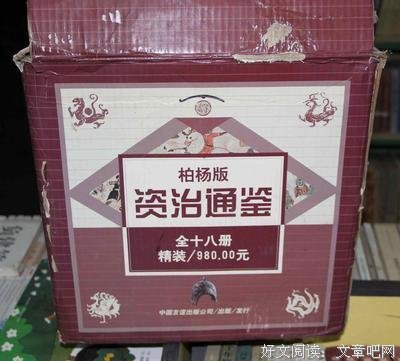 柏杨版
资治通鉴
全十八册
精装/980.00元
中国友谊出版公司/出版/发行
好文阅读:文章吧网